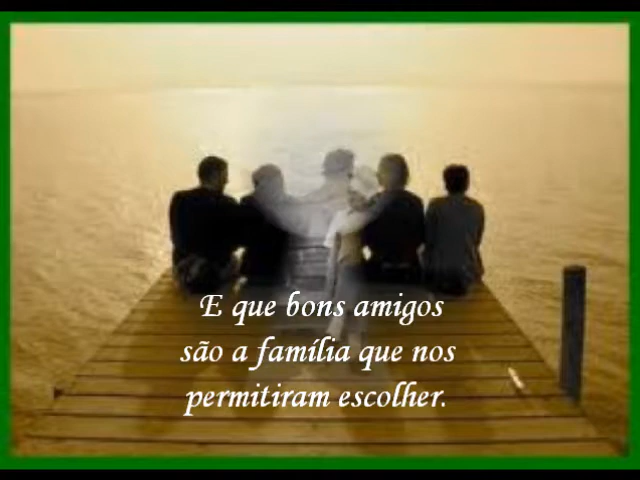 E que bons amigos
são a família que nos
permitiram escolher.